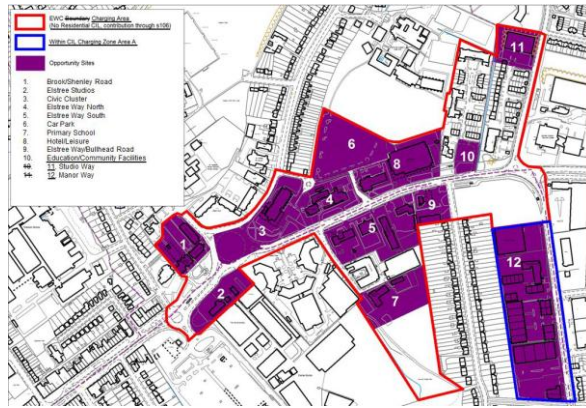 EWC Boundary Charging Area
(No Residential CIL, contribution through s106)
Within CIL Charging Zone Area A
Opportunity Sites
1. Brook/Shenley Road
2. Elstree Studios
3. Civic Cluster
4. Elstree Way North
5. Elstree Way South
6. Car Park
7. Primary School
8. Hotel/Leisure
9. Elstree Way/Bullhead Road
10. Education/Community Facilities
10. 11. Studio Way
11. 12. Manor Way
11
6
8
10
4
9
1
3
5
2
12
7